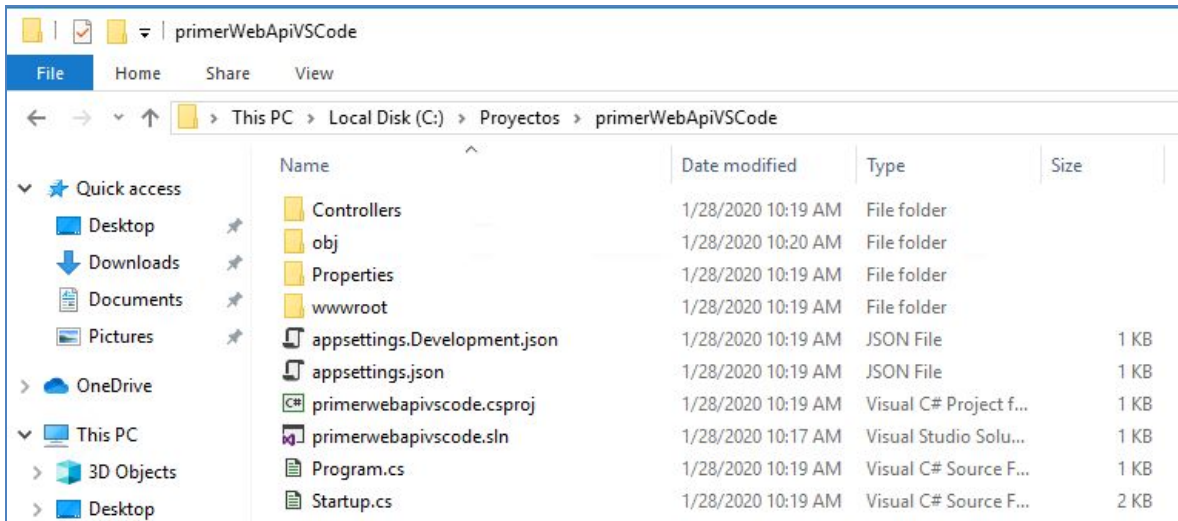 primerWebApiVSCode
File Home Share View
This PC > Local Disk (C:) > Proyectos > primerWebApiVSCode
Name Date modified Type Size
Quick access
Desktop
Downloads
Documents
Pictures
OneDrive
This PC
3D Objects
Desktop
Controllers 1/28/2020 10:19 AM File folder
obj 1/28/2020 10:20 AM File folder
Properties 1/28/2020 10:19 AM File folder
wwwroot 1/28/2020 10:19 AM File folder
appsettings.Development.json 1/28/2020 10:19 AM JSON File 1 KB
appsettings.json 1/28/2020 10:19 AM JSON File 1 KB
C# primerwebapivscode.csproj 1/28/2020 10:19 AM Visual C# Project f... 1 KB
primerwebapivscode.sln 1/28/2020 10:17 AM Visual Studio Solu... 1 KB
Program.cs 1/28/2020 10:19 AM Visual C# Source F... 1 KB
Startup.cs 1/28/2020 10:19 AM Visual C# Source F... 2 KB